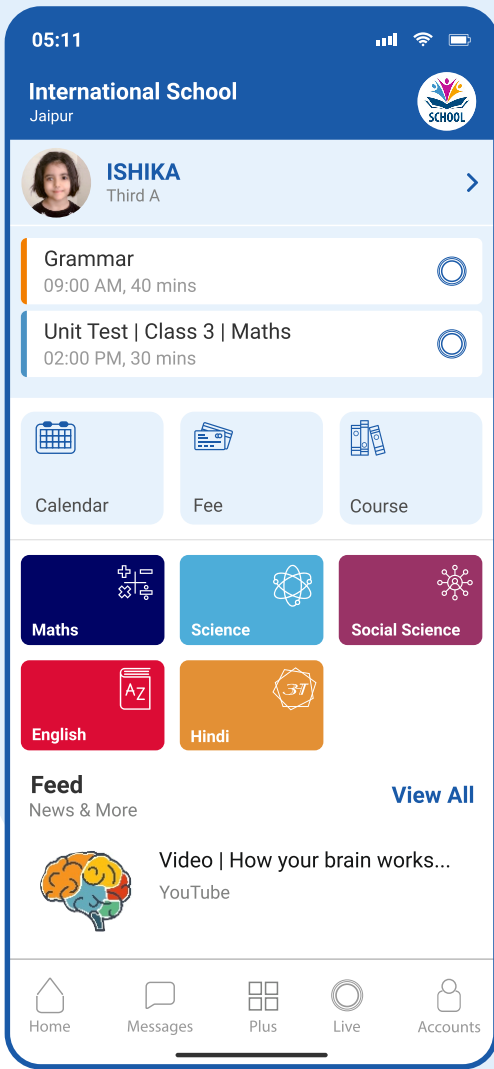 05:11
International School
Jaipur
SCHOOL
ISHIKA
Third A
Grammar
09:00 AM, 40 mins
Unit Test | Class 3 | Maths
02:00 PM, 30 mins
Calendar
Fee
Course
Maths
Science
Social Science
AZ
English
अ
Hindi
Feed
News & More
View All
Video | How your brain works...
YouTube
Home
Messages
Plus
Live
Accounts